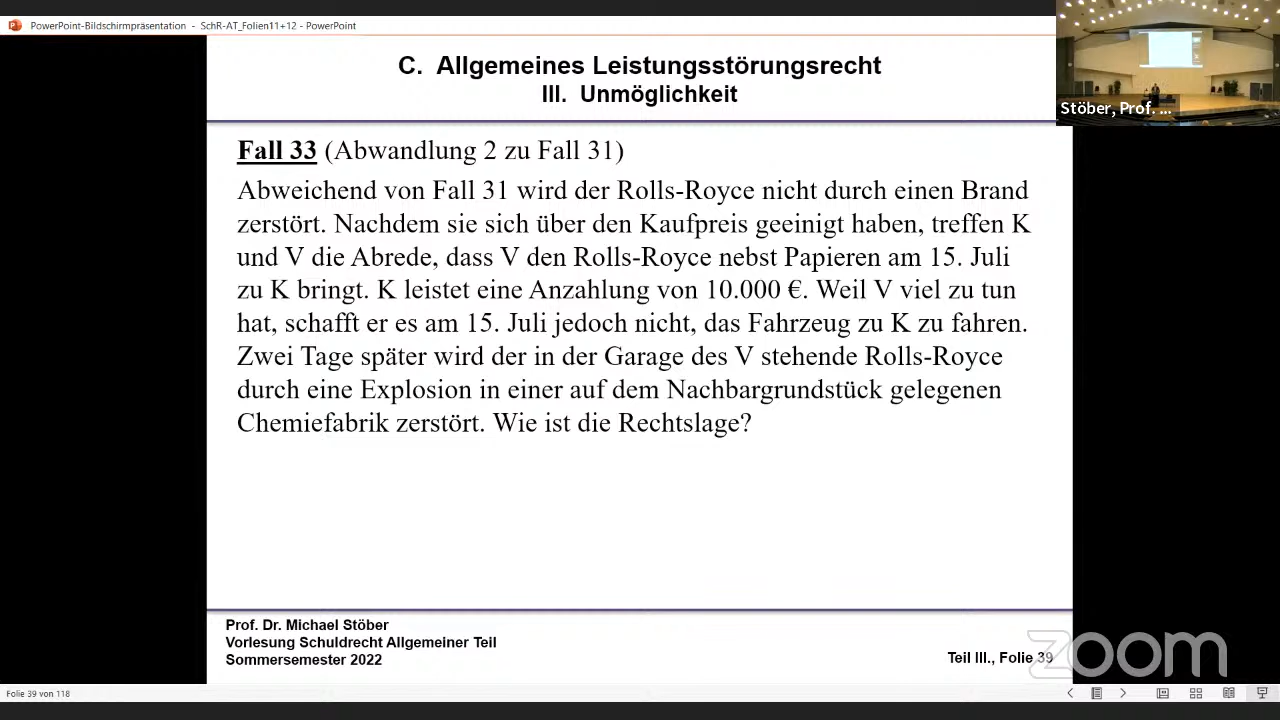 PowerPoint-Bildschirmpräsentation - SchR-AT_Folien11+12 - PowerPoint
C. Allgemeines Leistungsstörungsrecht
III. Unmöglichkeit
Stöber, Prof. ...
Fall 33 (Abwandlung 2 zu Fall 31)
Abweichend von Fall 31 wird der Rolls-Royce nicht durch einen Brand
zerstört. Nachdem sie sich über den Kaufpreis geeinigt haben, treffen K
und V die Abrede, dass V den Rolls-Royce nebst Papieren am 15. Juli
zu K bringt. K leistet eine Anzahlung von 10.000 €. Weil V viel zu tun
hat, schafft er es am 15. Juli jedoch nicht, das Fahrzeug zu K zu fahren.
Zwei Tage später wird der in der Garage des V stehende Rolls-Royce
durch eine Explosion in einer auf dem Nachbargrundstück gelegenen
Chemiefabrik zerstört. Wie ist die Rechtslage?
Prof. Dr. Michael Stöber
Vorlesung Schuldrecht Allgemeiner Teil
Sommersemester 2022
Teil III., Folie 39
zoom
Folie 39 von 118